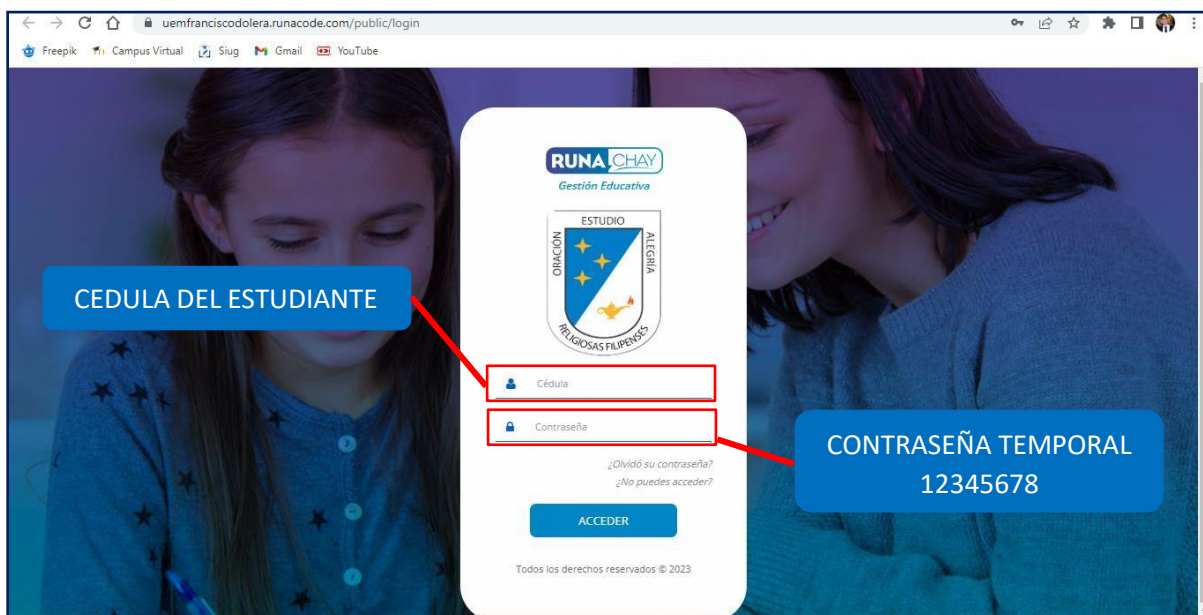 uemfranciscodolera.runacode.com/public/login
Freepik Campus Virtual Siug Gmail YouTube
RUNA CHAY
Gestión Educativa
ESTUDIO
ORACIÓN
ALEGRÍA
RELIGIOSAS FILIPENSES
CEDULA DEL ESTUDIANTE
Cédula
Contraseña
CONTRASEÑA TEMPORAL
12345678
¿Olvidó su contraseña?
¿No puedes acceder?
ACCEDER
Todos los derechos reservados © 2023